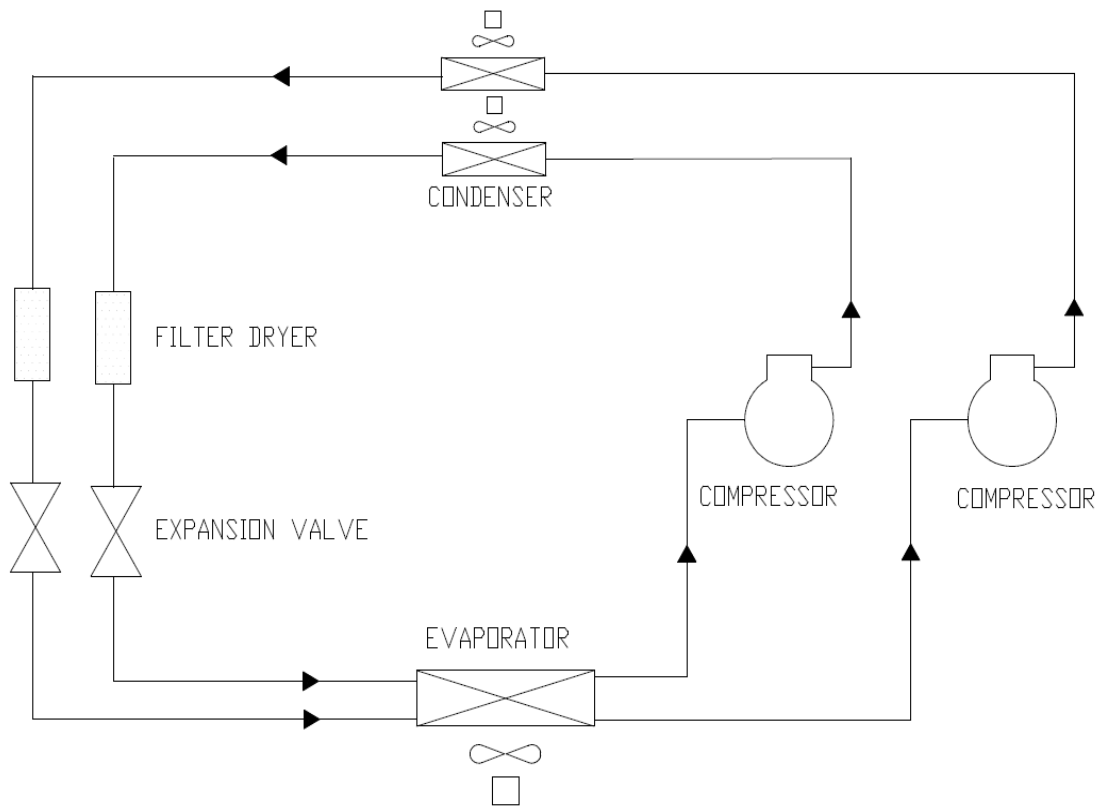 CONDENSER
FILTER DRYER
COMPRESSOR
COMPRESSOR
EXPANSION VALVE
EVAPORATOR